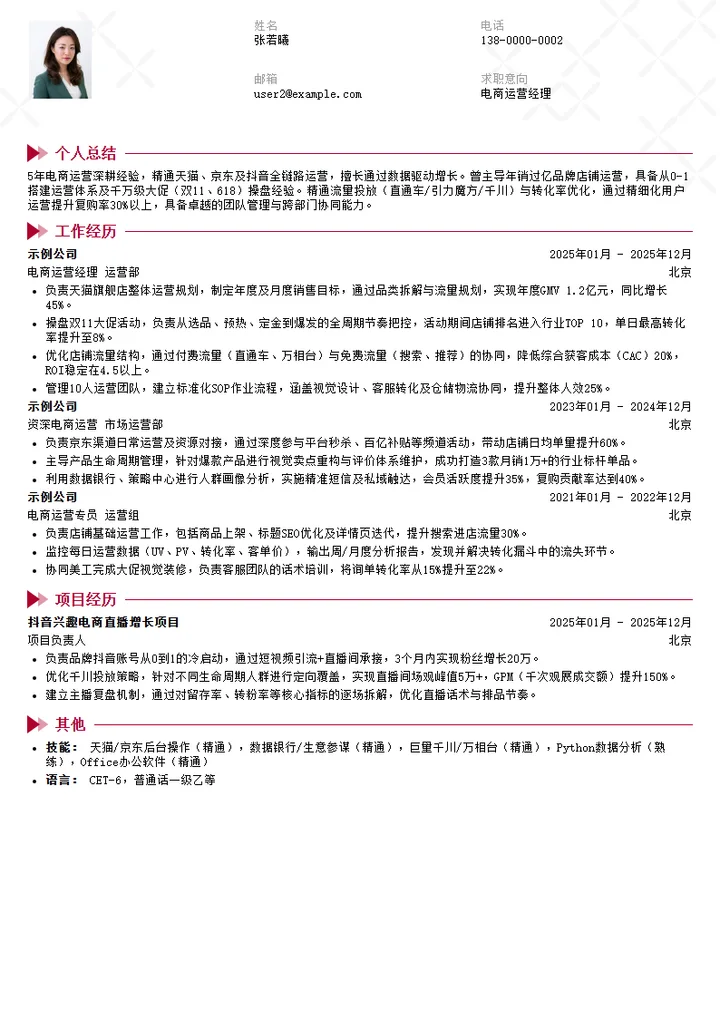 姓名
张若曦
电话
138-0000-0002
邮箱
user2@example.com
求职意向
电商运营经理
个人总结
5年电商运营深耕经验，精通天猫、京东及抖音全链路运营，擅长通过数据驱动增长。曾主导年销过亿品牌店铺运营，具备从0-1
搭建运营体系及千万级大促（双11、618）操盘经验。精通流量投放（直通车/引力魔方/千川）与转化率优化，通过精细化用户
运营提升复购率30%以上，具备卓越的团队管理与跨部门协同能力。
工作经历
示例公司 2025年01月 - 2025年12月
电商运营经理 运营部 北京
• 负责天猫旗舰店整体运营规划，制定年度及月度销售目标，通过品类拆解与流量规划，实现年度GMV 1.2亿元，同比增长
45%。
• 操盘双11大促活动，负责从选品、预热、定金到爆发的全周期节奏把控，活动期间店铺排名进入行业TOP 10，单日最高转化
率提升至8%。
• 优化店铺流量结构，通过付费流量（直通车、万相台）与免费流量（搜索、推荐）的协同，降低综合获客成本（CAC）20%，
ROI稳定在4.5以上。
• 管理10人运营团队，建立标准化SOP作业流程，涵盖视觉设计、客服转化及仓储物流协同，提升整体人效25%。
示例公司 2023年01月 - 2024年12月
资深电商运营 市场运营部 北京
• 负责京东渠道日常运营及资源对接，通过深度参与平台秒杀、百亿补贴等频道活动，带动店铺日均单量提升60%。
• 主导产品生命周期管理，针对爆款产品进行视觉卖点重构与评价体系维护，成功打造3款月销1万+的行业标杆单品。
• 利用数据银行、策略中心进行人群画像分析，实施精准短信及私域触达，会员活跃度提升35%，复购贡献率达到40%。
示例公司 2021年01月 - 2022年12月
电商运营专员 运营组 北京
• 负责店铺基础运营工作，包括商品上架、标题SEO优化及详情页迭代，提升搜索进店流量30%。
• 监控每日运营数据（UV、PV、转化率、客单价），输出周/月度分析报告，发现并解决转化漏斗中的流失环节。
• 协同美工完成大促视觉装修，负责客服团队的话术培训，将询单转化率从15%提升至22%。
项目经历
抖音兴趣电商直播增长项目 2025年01月 - 2025年12月
项目负责人 北京
• 负责品牌抖音账号从0到1的冷启动，通过短视频引流+直播间承接，3个月内实现粉丝增长20万。
• 优化千川投放策略，针对不同生命周期人群进行定向覆盖，实现直播间场观峰值5万+，GPM（千次观展成交额）提升150%。
• 建立主播复盘机制，通过对留存率、转粉率等核心指标的逐场拆解，优化直播话术与排品节奏。
其他
• 技能： 天猫/京东后台操作（精通），数据银行/生意参谋（精通），巨量千川/万相台（精通），Python数据分析（熟
练），Office办公软件（精通）
• 语言： CET-6，普通话一级乙等